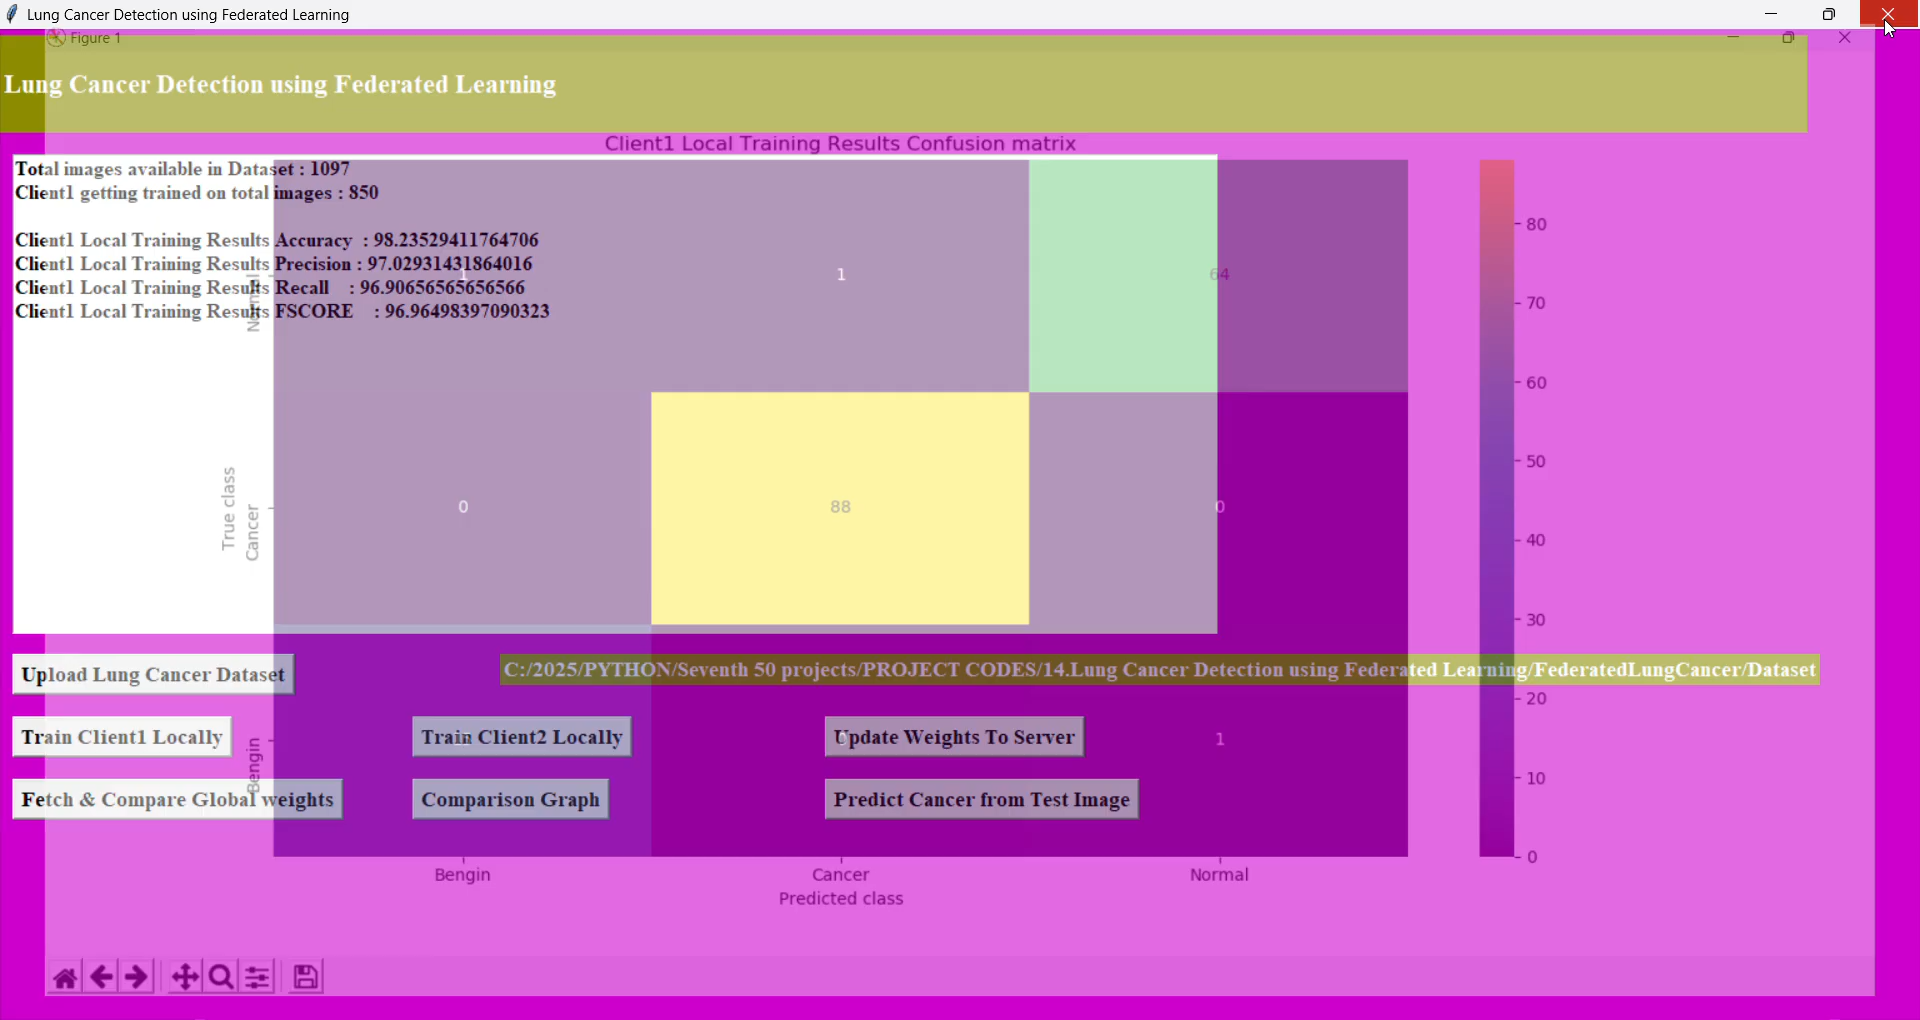 Lung Cancer Detection using Federated Learning
Figure 1
Lung Cancer Detection using Federated Learning
Client1 Local Training Results Confusion matrix
Total images available in Dataset : 1097
Client1 getting trained on total images : 850
Client1 Local Training Results Accuracy : 98.23529411764706
Client1 Local Training Results Precision : 97.02931431864016
Client1 Local Training Results Recall : 96.90656565656566
Client1 Local Training Results FSCORE : 96.96498397090323
Normal
1 1 64
True class
Cancer
0 88 0
80
70
60
50
40
30
20
10
0
Upload Lung Cancer Dataset
C:/2025/PYTHON/Seventh 50 projects/PROJECT CODES/14.Lung Cancer Detection using Federated Learning/FederatedLungCancer/Dataset
Train Client1 Locally
Train Client2 Locally
Update Weights To Server
Bengin
1
Fetch & Compare Global weights
Comparison Graph
Predict Cancer from Test Image
Bengin Cancer Normal
Predicted class